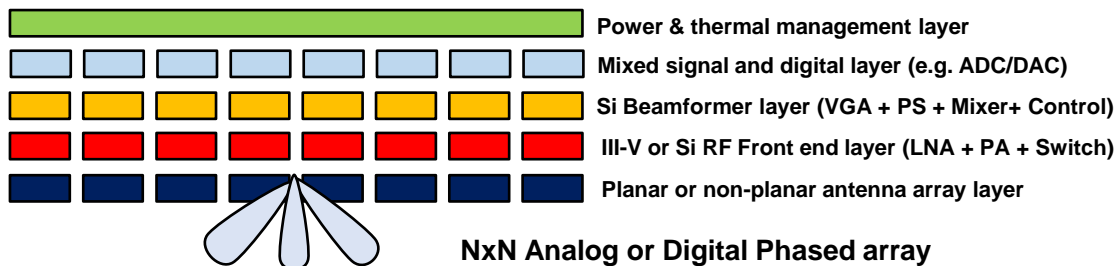 Power & thermal management layer
Mixed signal and digital layer (e.g. ADC/DAC)
Si Beamformer layer (VGA + PS + Mixer+ Control)
III-V or Si RF Front end layer (LNA + PA + Switch)
Planar or non-planar antenna array layer
NxN Analog or Digital Phased array